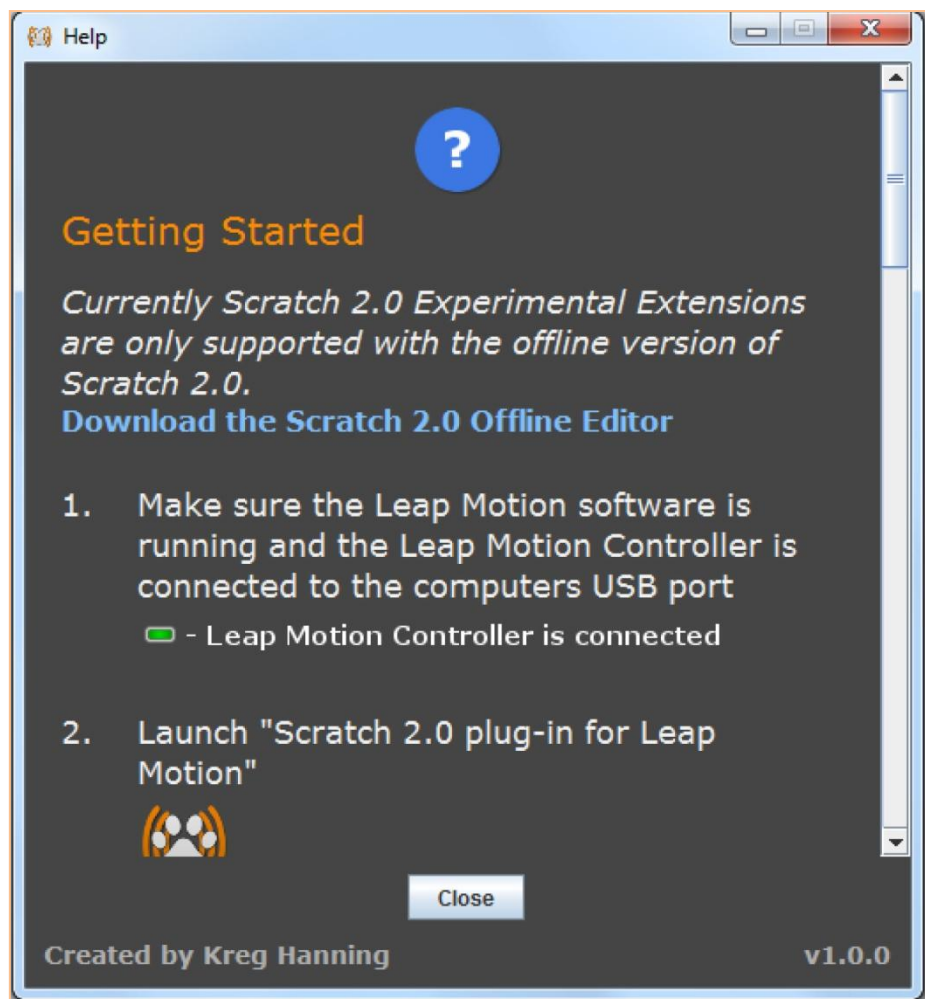 Help
?
Getting Started
Currently Scratch 2.0 Experimental Extensions
are only supported with the offline version of
Scratch 2.0.
Download the Scratch 2.0 Offline Editor
1. Make sure the Leap Motion software is
running and the Leap Motion Controller is
connected to the computers USB port
- Leap Motion Controller is connected
2. Launch "Scratch 2.0 plug-in for Leap
Motion"
Close
Created by Kreg Hanning v1.0.0